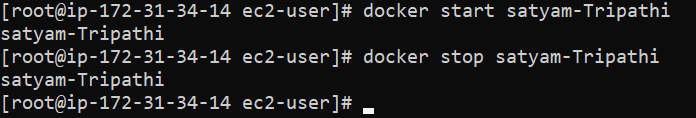 [root@ip-172-31-34-14 ec2-user]# docker start satyam-Tripathi
satyam-Tripathi
[root@ip-172-31-34-14 ec2-user]# docker stop satyam-Tripathi
satyam-Tripathi
[root@ip-172-31-34-14 ec2-user]#